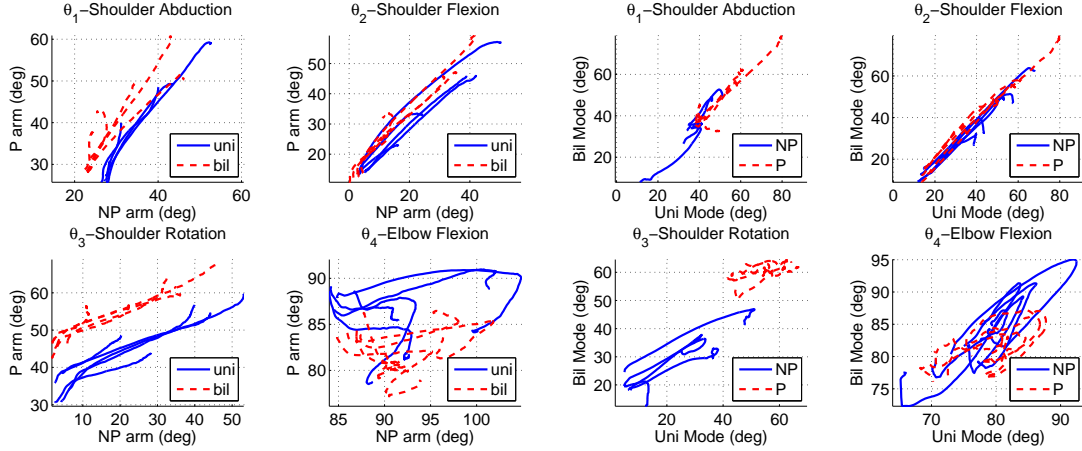 θ1−Shoulder Abduction
60
50
40
30
P arm (deg)
20 40 60
NP arm (deg)
uni
bil
θ2−Shoulder Flexion
50
40
30
20
P arm (deg)
0 20 40
NP arm (deg)
uni
bil
θ1−Shoulder Abduction
60
40
20
Bil Mode (deg)
0 20 40 60 80
Uni Mode (deg)
NP
P
θ2−Shoulder Flexion
60
40
20
Bil Mode (deg)
0 20 40 60 80
Uni Mode (deg)
NP
P
θ3−Shoulder Rotation
60
50
40
30
P arm (deg)
10 20 30 40 50
NP arm (deg)
uni
bil
θ4−Elbow Flexion
90
85
80
P arm (deg)
85 90 95 100
NP arm (deg)
uni
bil
θ3−Shoulder Rotation
60
40
20
Bil Mode (deg)
0 20 40 60
Uni Mode (deg)
NP
P
θ4−Elbow Flexion
95
90
85
80
75
Bil Mode (deg)
70 80 90
Uni Mode (deg)
NP
P